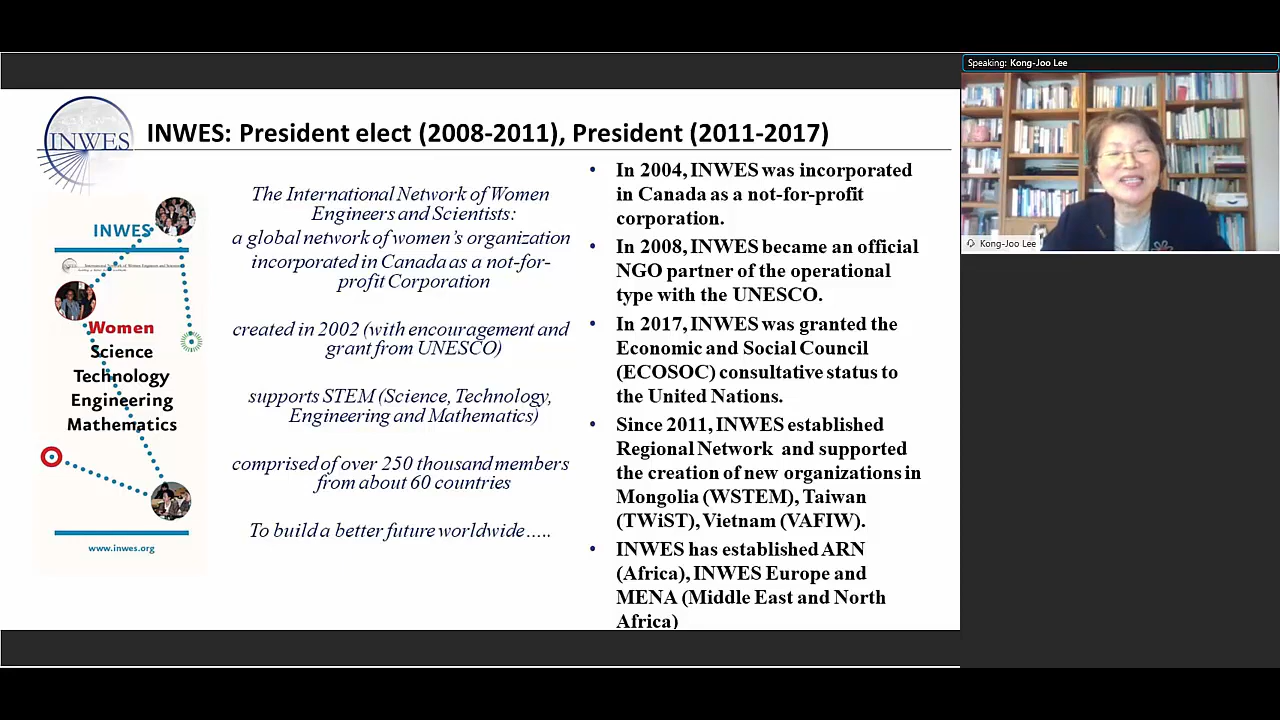 Speaking: Kong-Joo Lee
Kong-Joo Lee
INWES
INWES: President elect (2008-2011), President (2011-2017)
INWES
Women
Science
Technology
Engineering
Mathematics
www.inwes.org
The International Network of Women
Engineers and Scientists:
a global network of women's organization
incorporated in Canada as a not-for-
profit Corporation
created in 2002 (with encouragement and
grant from UNESCO)
supports STEM (Science, Technology,
Engineering and Mathematics)
comprised of over 250 thousand members
from about 60 countries
To build a better future worldwide…..
• In 2004, INWES was incorporated
in Canada as a not-for-profit
corporation.
• In 2008, INWES became an official
NGO partner of the operational
type with the UNESCO.
• In 2017, INWES was granted the
Economic and Social Council
(ECOSOC) consultative status to
the United Nations.
• Since 2011, INWES established
Regional Network and supported
the creation of new organizations in
Mongolia (WSTEM), Taiwan
(TWiST), Vietnam (VAFIW).
• INWES has established ARN
(Africa), INWES Europe and
MENA (Middle East and North
Africa)